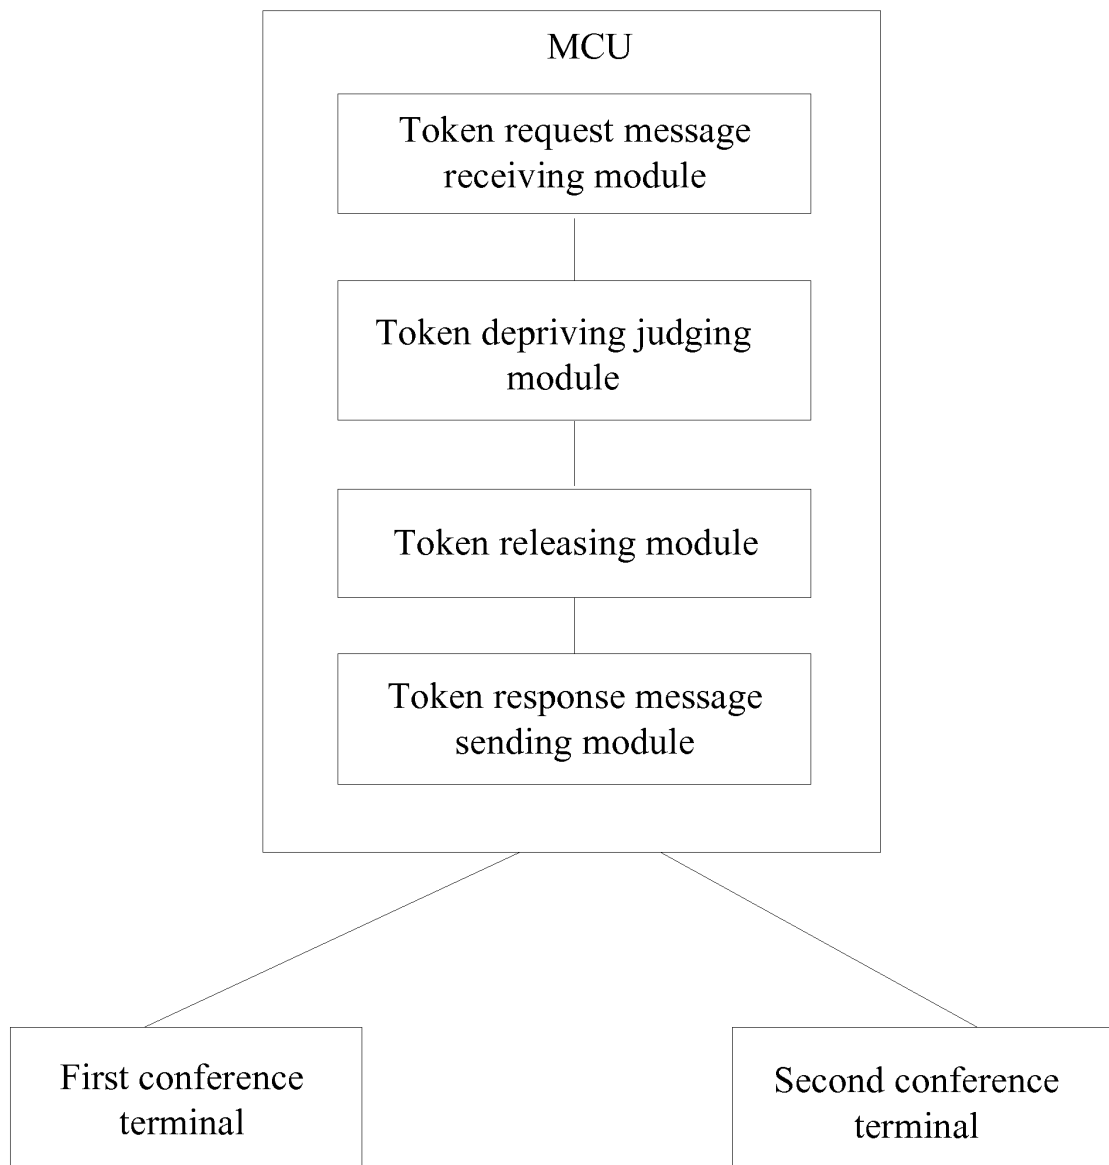 MCU
Token request message
receiving module
Token depriving judging
module
Token releasing module
Token response message
sending module
First conference
terminal
Second conference
terminal